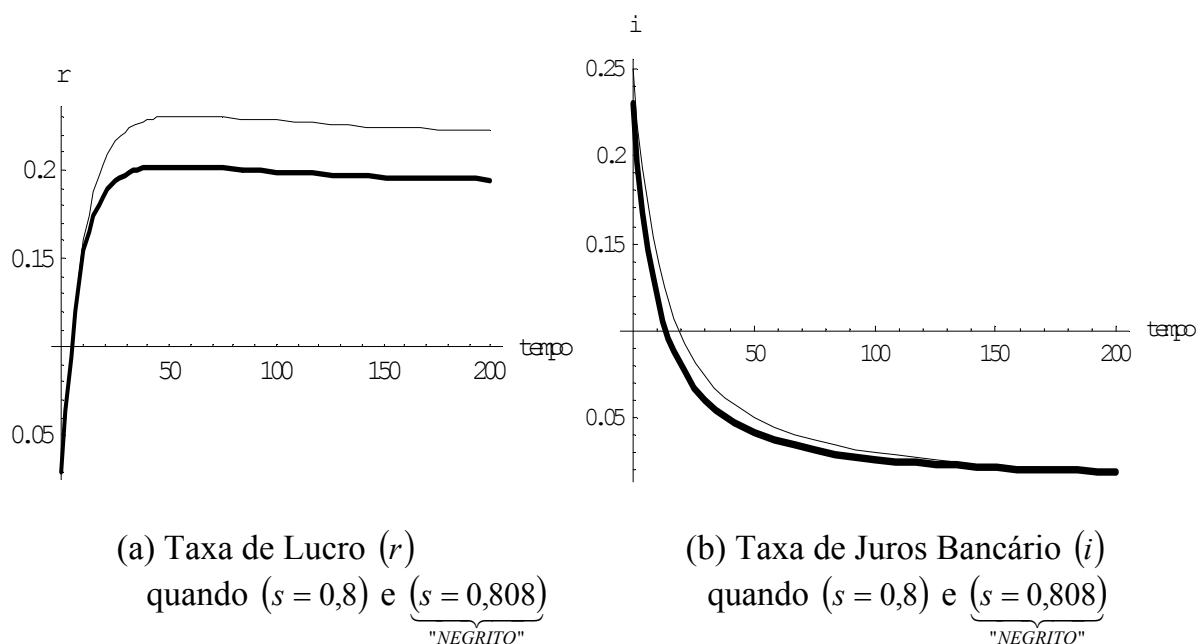 r
0.2
0.15
0.05
50
100
150
200
tempo
i
0.25
0.2
0.15
0.05
50
100
150
200
tempo
(a) Taxa de Lucro (r)
quando (s = 0,8) e (s = 0,808)
"NEGRITO"
(b) Taxa de Juros Bancário (i)
quando (s = 0,8) e (s = 0,808)
"NEGRITO"